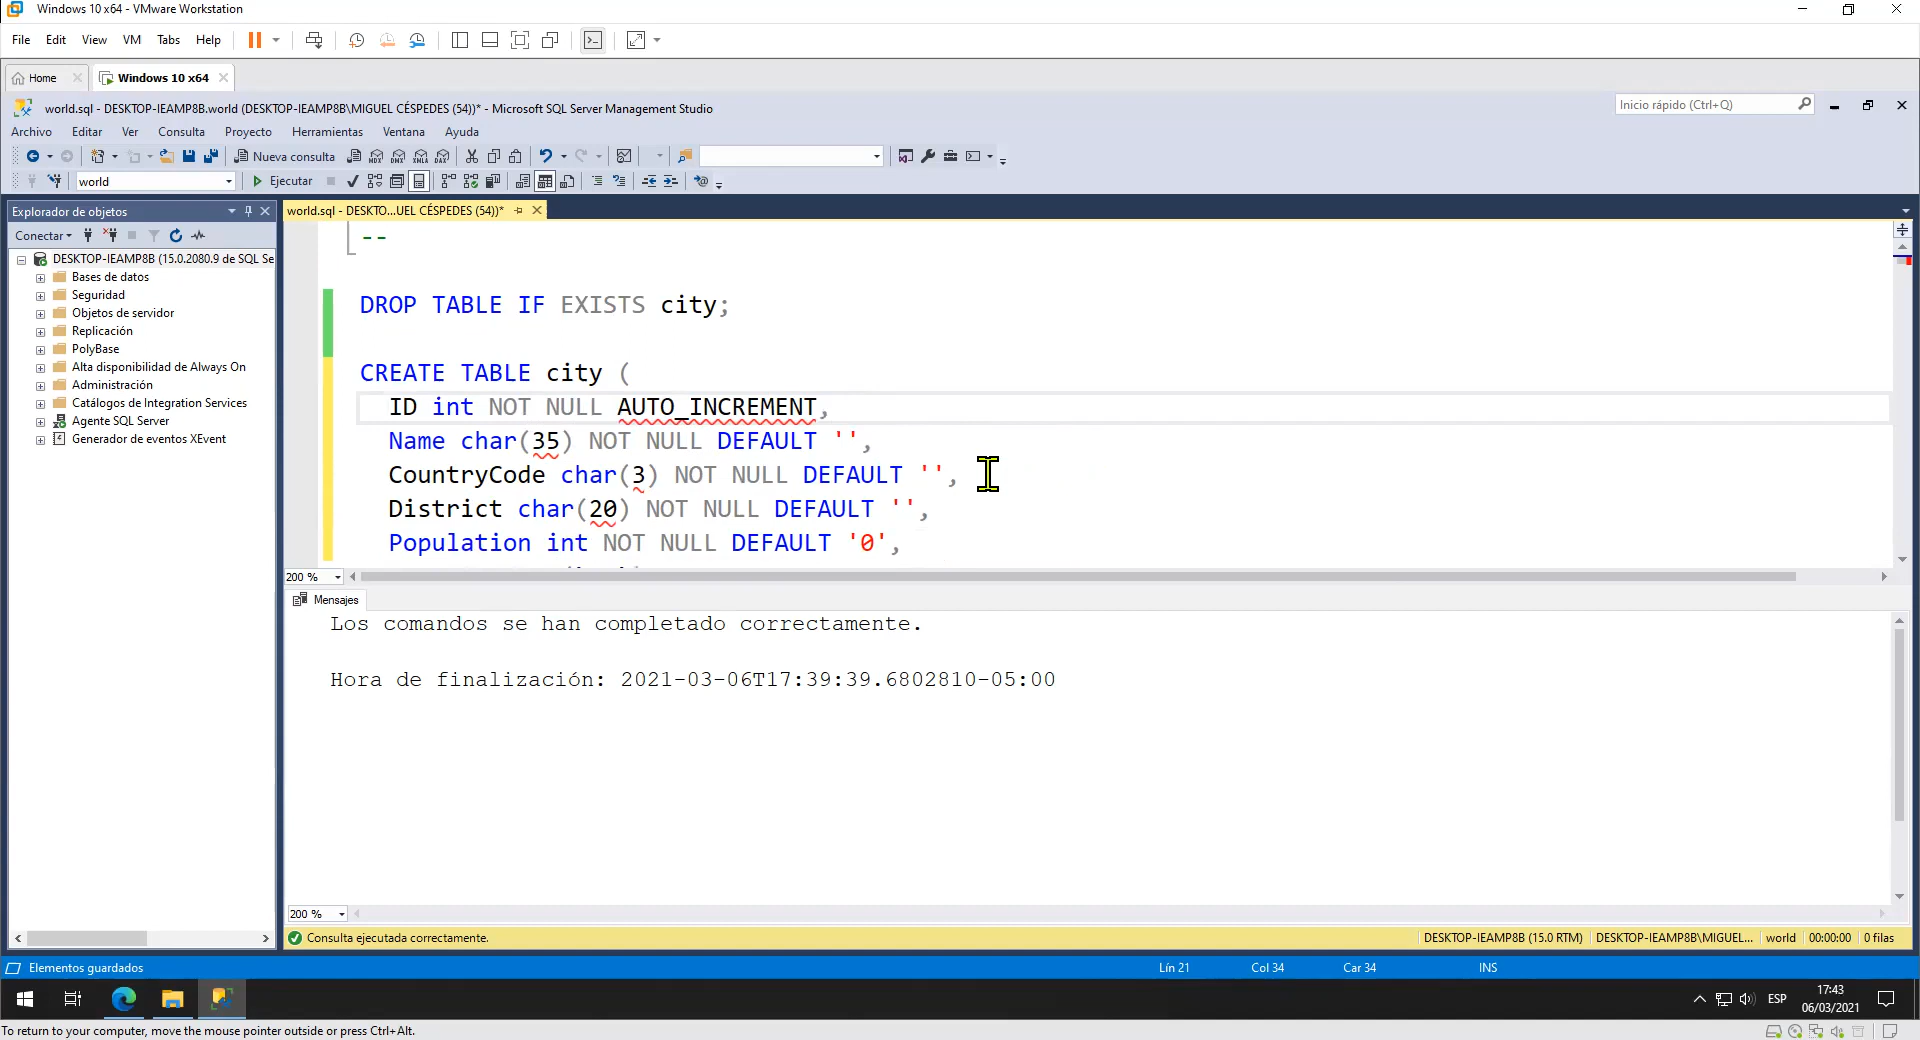 Windows 10 x64 - VMware Workstation
File Edit View VM Tabs Help
Home Windows 10 x64
world.sql - DESKTOP-IEAMP8B.world (DESKTOP-IEAMP8B\MIGUEL CÉSPEDES (54))* - Microsoft SQL Server Management Studio
Inicio rápido (Ctrl+Q)
Archivo Editar Ver Consulta Proyecto Herramientas Ventana Ayuda
Nueva consulta
world Ejecutar
Explorador de objetos
world.sql - DESKTO...UEL CÉSPEDES (54))*
Conectar
DESKTOP-IEAMP8B (15.0.2080.9 de SQL Se
Bases de datos
Seguridad
Objetos de servidor
Replicación
PolyBase
Alta disponibilidad de Always On
Administración
Catálogos de Integration Services
Agente SQL Server
Generador de eventos XEvent
--
DROP TABLE IF EXISTS city;
CREATE TABLE city (
ID int NOT NULL AUTO_INCREMENT,
Name char(35) NOT NULL DEFAULT '',
CountryCode char(3) NOT NULL DEFAULT '',
District char(20) NOT NULL DEFAULT '',
Population int NOT NULL DEFAULT '0',
200 %
Mensajes
Los comandos se han completado correctamente.
Hora de finalización: 2021-03-06T17:39:39.6802810-05:00
200 %
Consulta ejecutada correctamente. DESKTOP-IEAMP8B (15.0 RTM) DESKTOP-IEAMP8B\MIGUEL... world 00:00:00 0 filas
Elementos guardados Lín 21 Col 34 Car 34 INS
ESP 17:43
06/03/2021
To return to your computer, move the mouse pointer outside or press Ctrl+Alt.